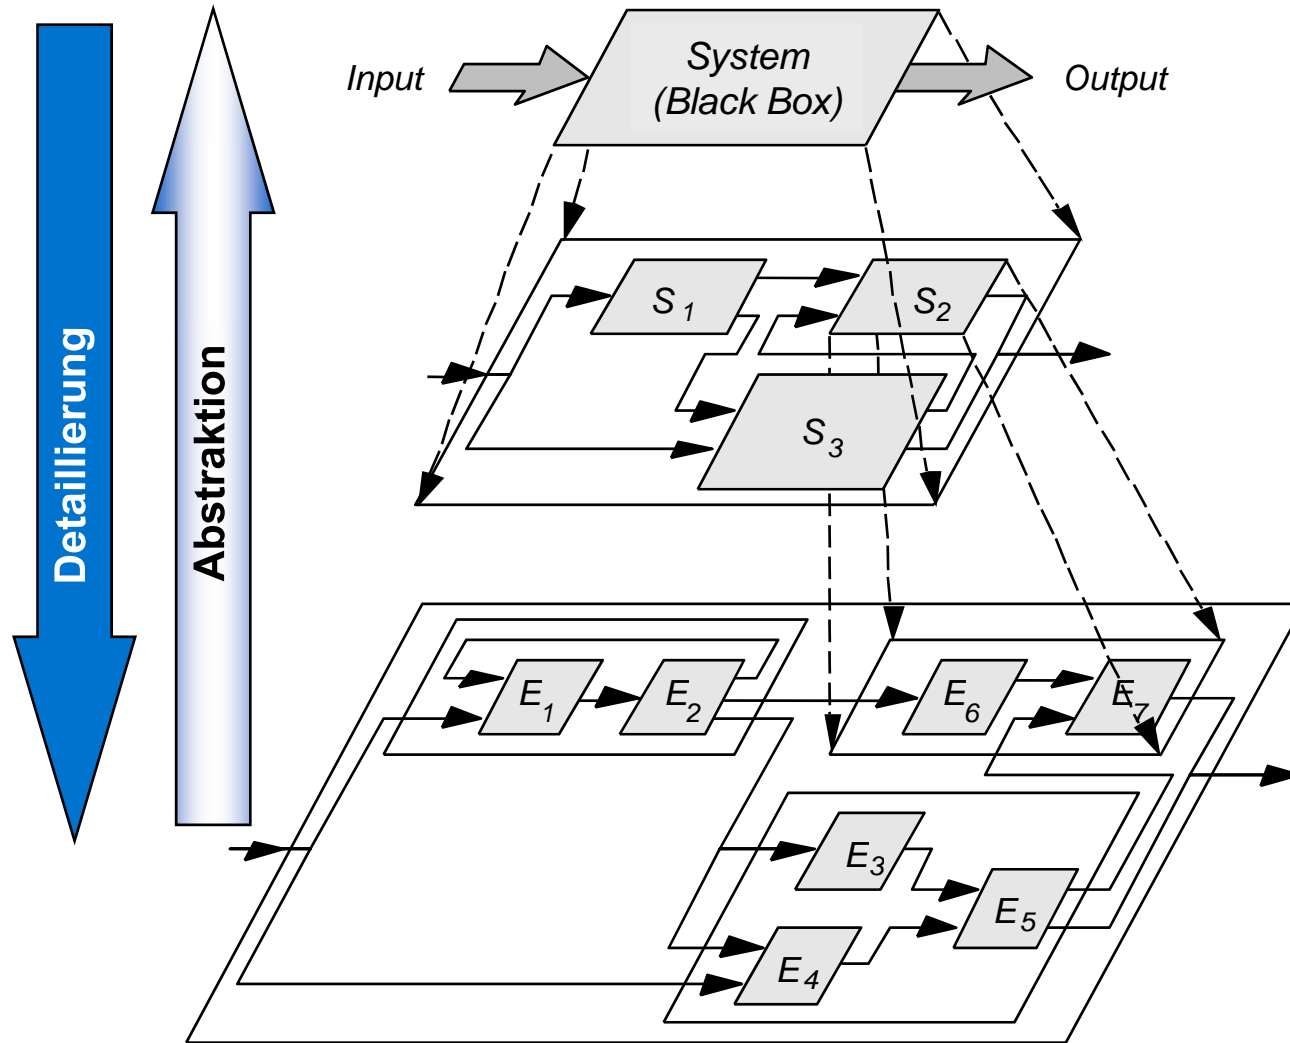 Input
System
(Black Box)
Output
Detaillierung
Abstraktion
S1
S2
S3
E1
E2
E6
E7
E3
E5
E4